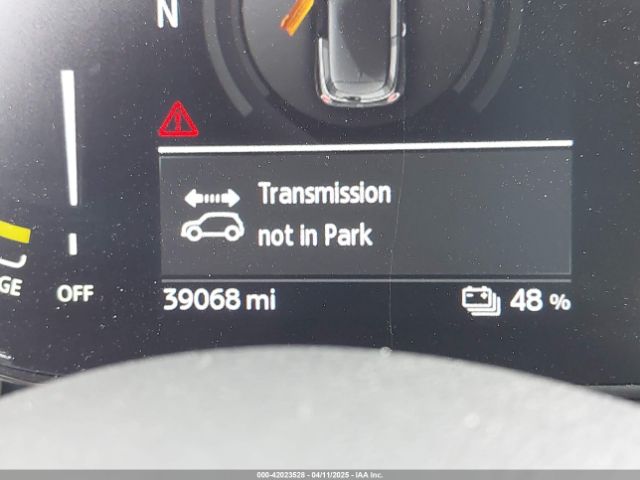 N
Transmission
not in Park
GE
OFF
39068 mi
48 %
000-42023528 - 04/11/2025 - IAA Inc.